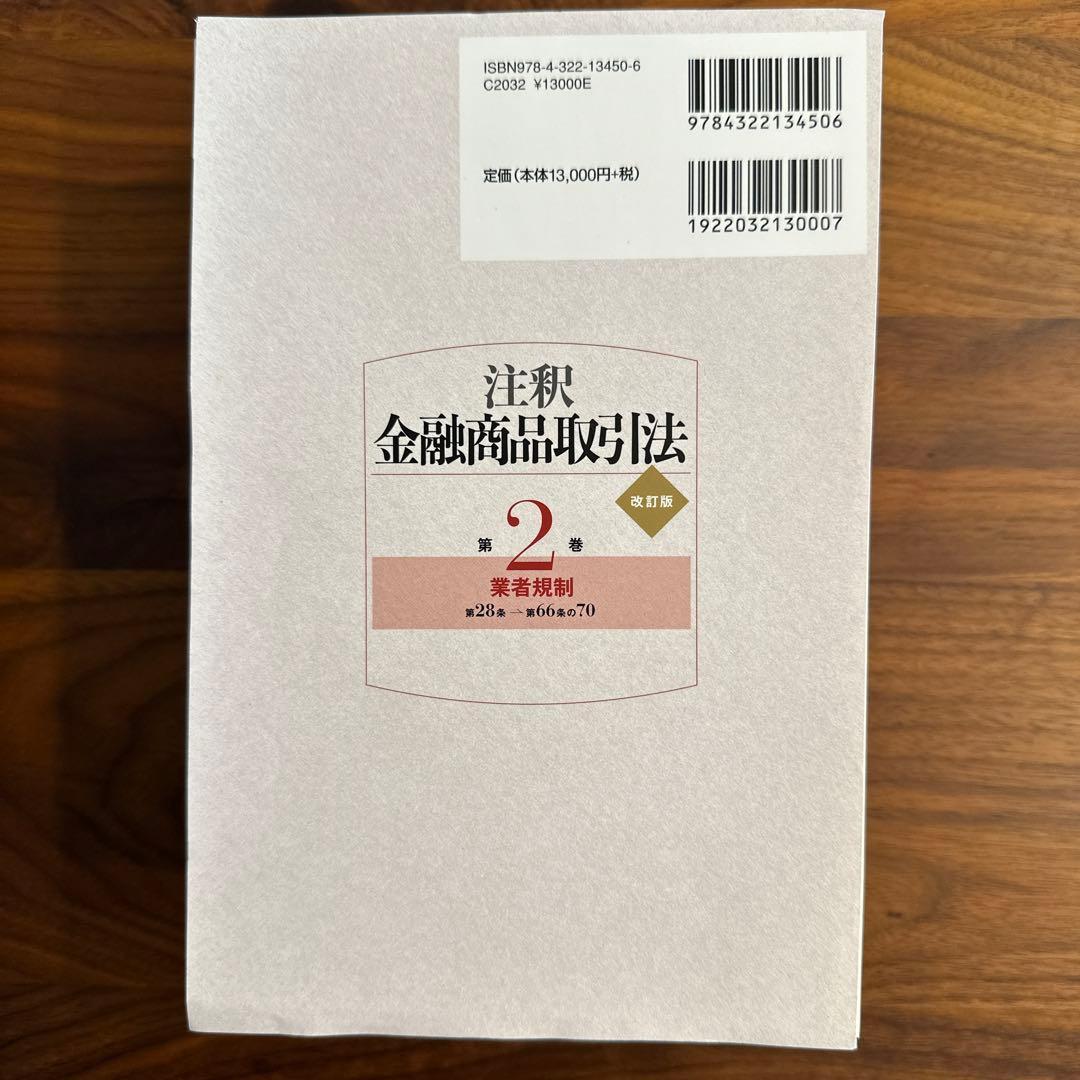 ISBN978-4-322-13450-6
C2032 ¥13000E
9784322134506
定価(本体13,000円+税)
1922032130007
注釈
金融商品取引法
改訂版
第2巻
業者規制
第28条→第66条の70